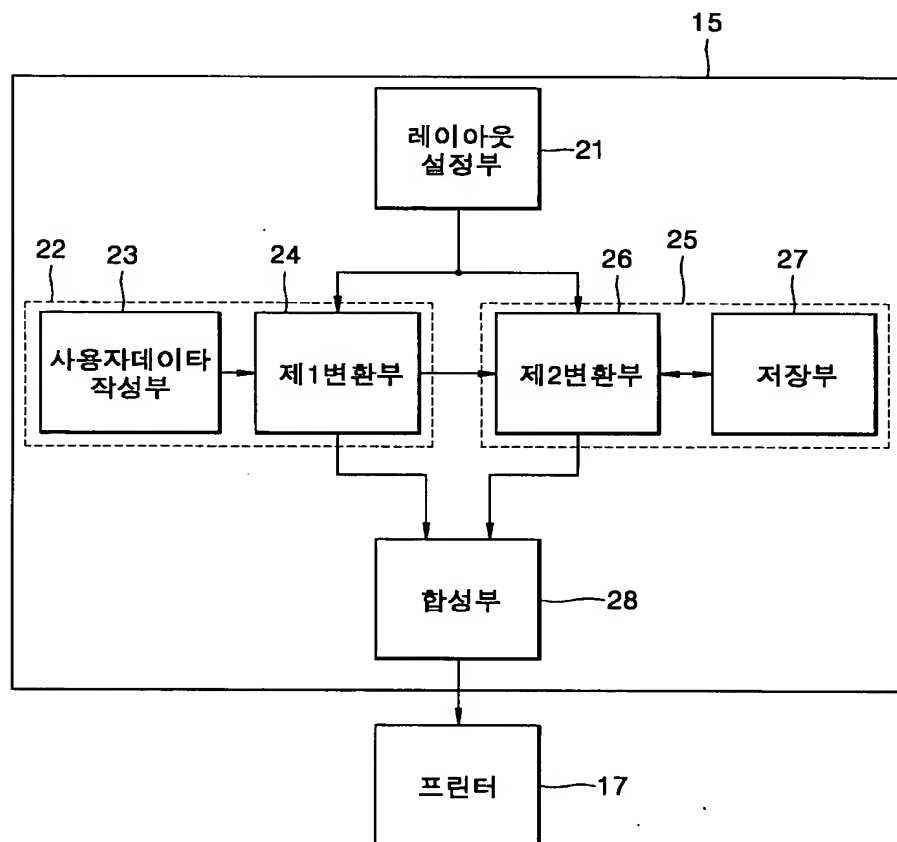 15
레이아웃
설정부
21
22
23
24
26
25
27
사용자데이타
작성부
제1변환부
제2변환부
저장부
합성부
28
프린터
17